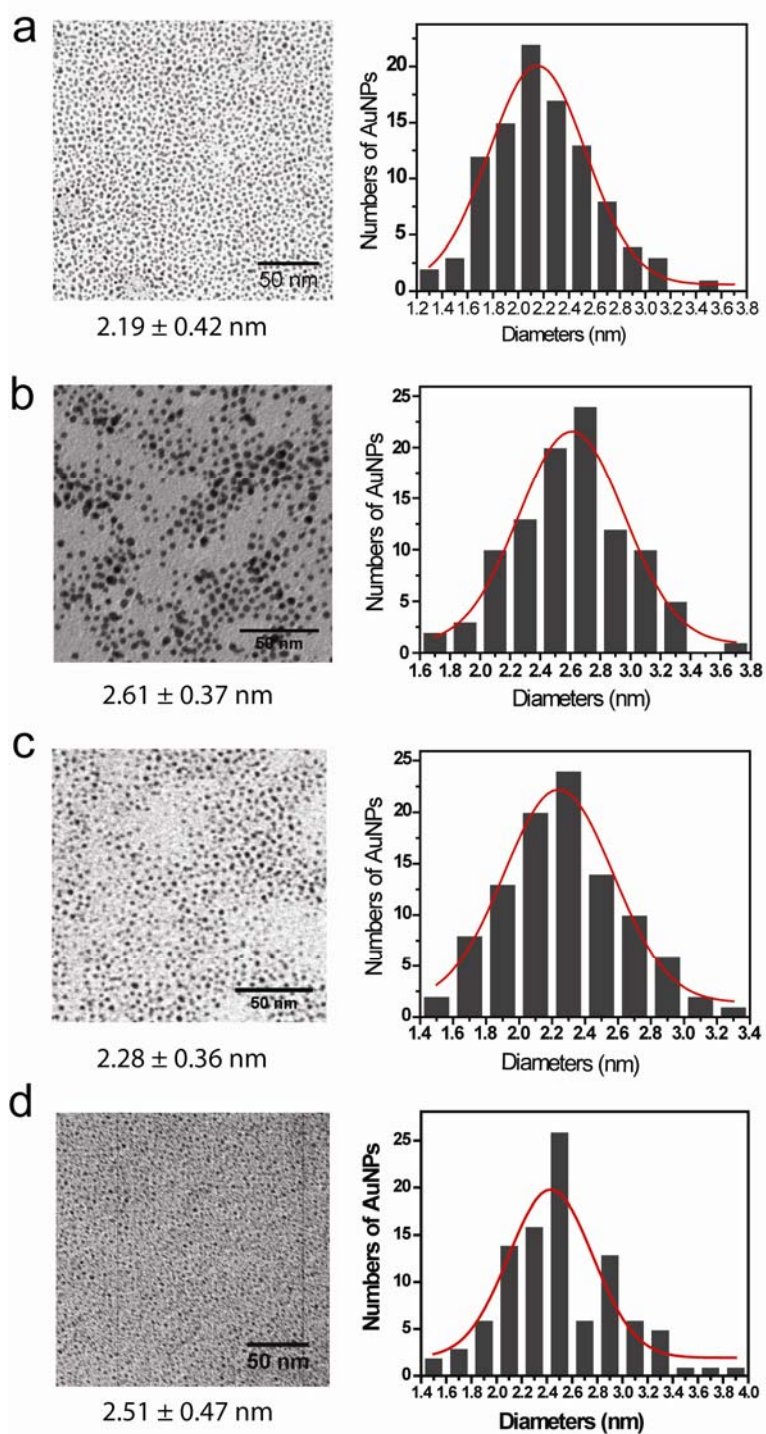 a
50 nm
2.19 ± 0.42 nm
Numbers of AuNPs
20
15
10
5
0
1.2 1.4 1.6 1.8 2.0 2.2 2.4 2.6 2.8 3.0 3.2 3.4 3.6 3.8
Diameters (nm)
b
50 nm
2.61 ± 0.37 nm
Numbers of AuNPs
25
20
15
10
5
0
1.6 1.8 2.0 2.2 2.4 2.6 2.8 3.0 3.2 3.4 3.6 3.8
Diameters (nm)
c
50 nm
2.28 ± 0.36 nm
Numbers of AuNPs
25
20
15
10
5
0
1.4 1.6 1.8 2.0 2.2 2.4 2.6 2.8 3.0 3.2 3.4
Diameters (nm)
d
50 nm
2.51 ± 0.47 nm
Numbers of AuNPs
25
20
15
10
5
0
1.4 1.6 1.8 2.0 2.2 2.4 2.6 2.8 3.0 3.2 3.4 3.6 3.8 4.0
Diameters (nm)